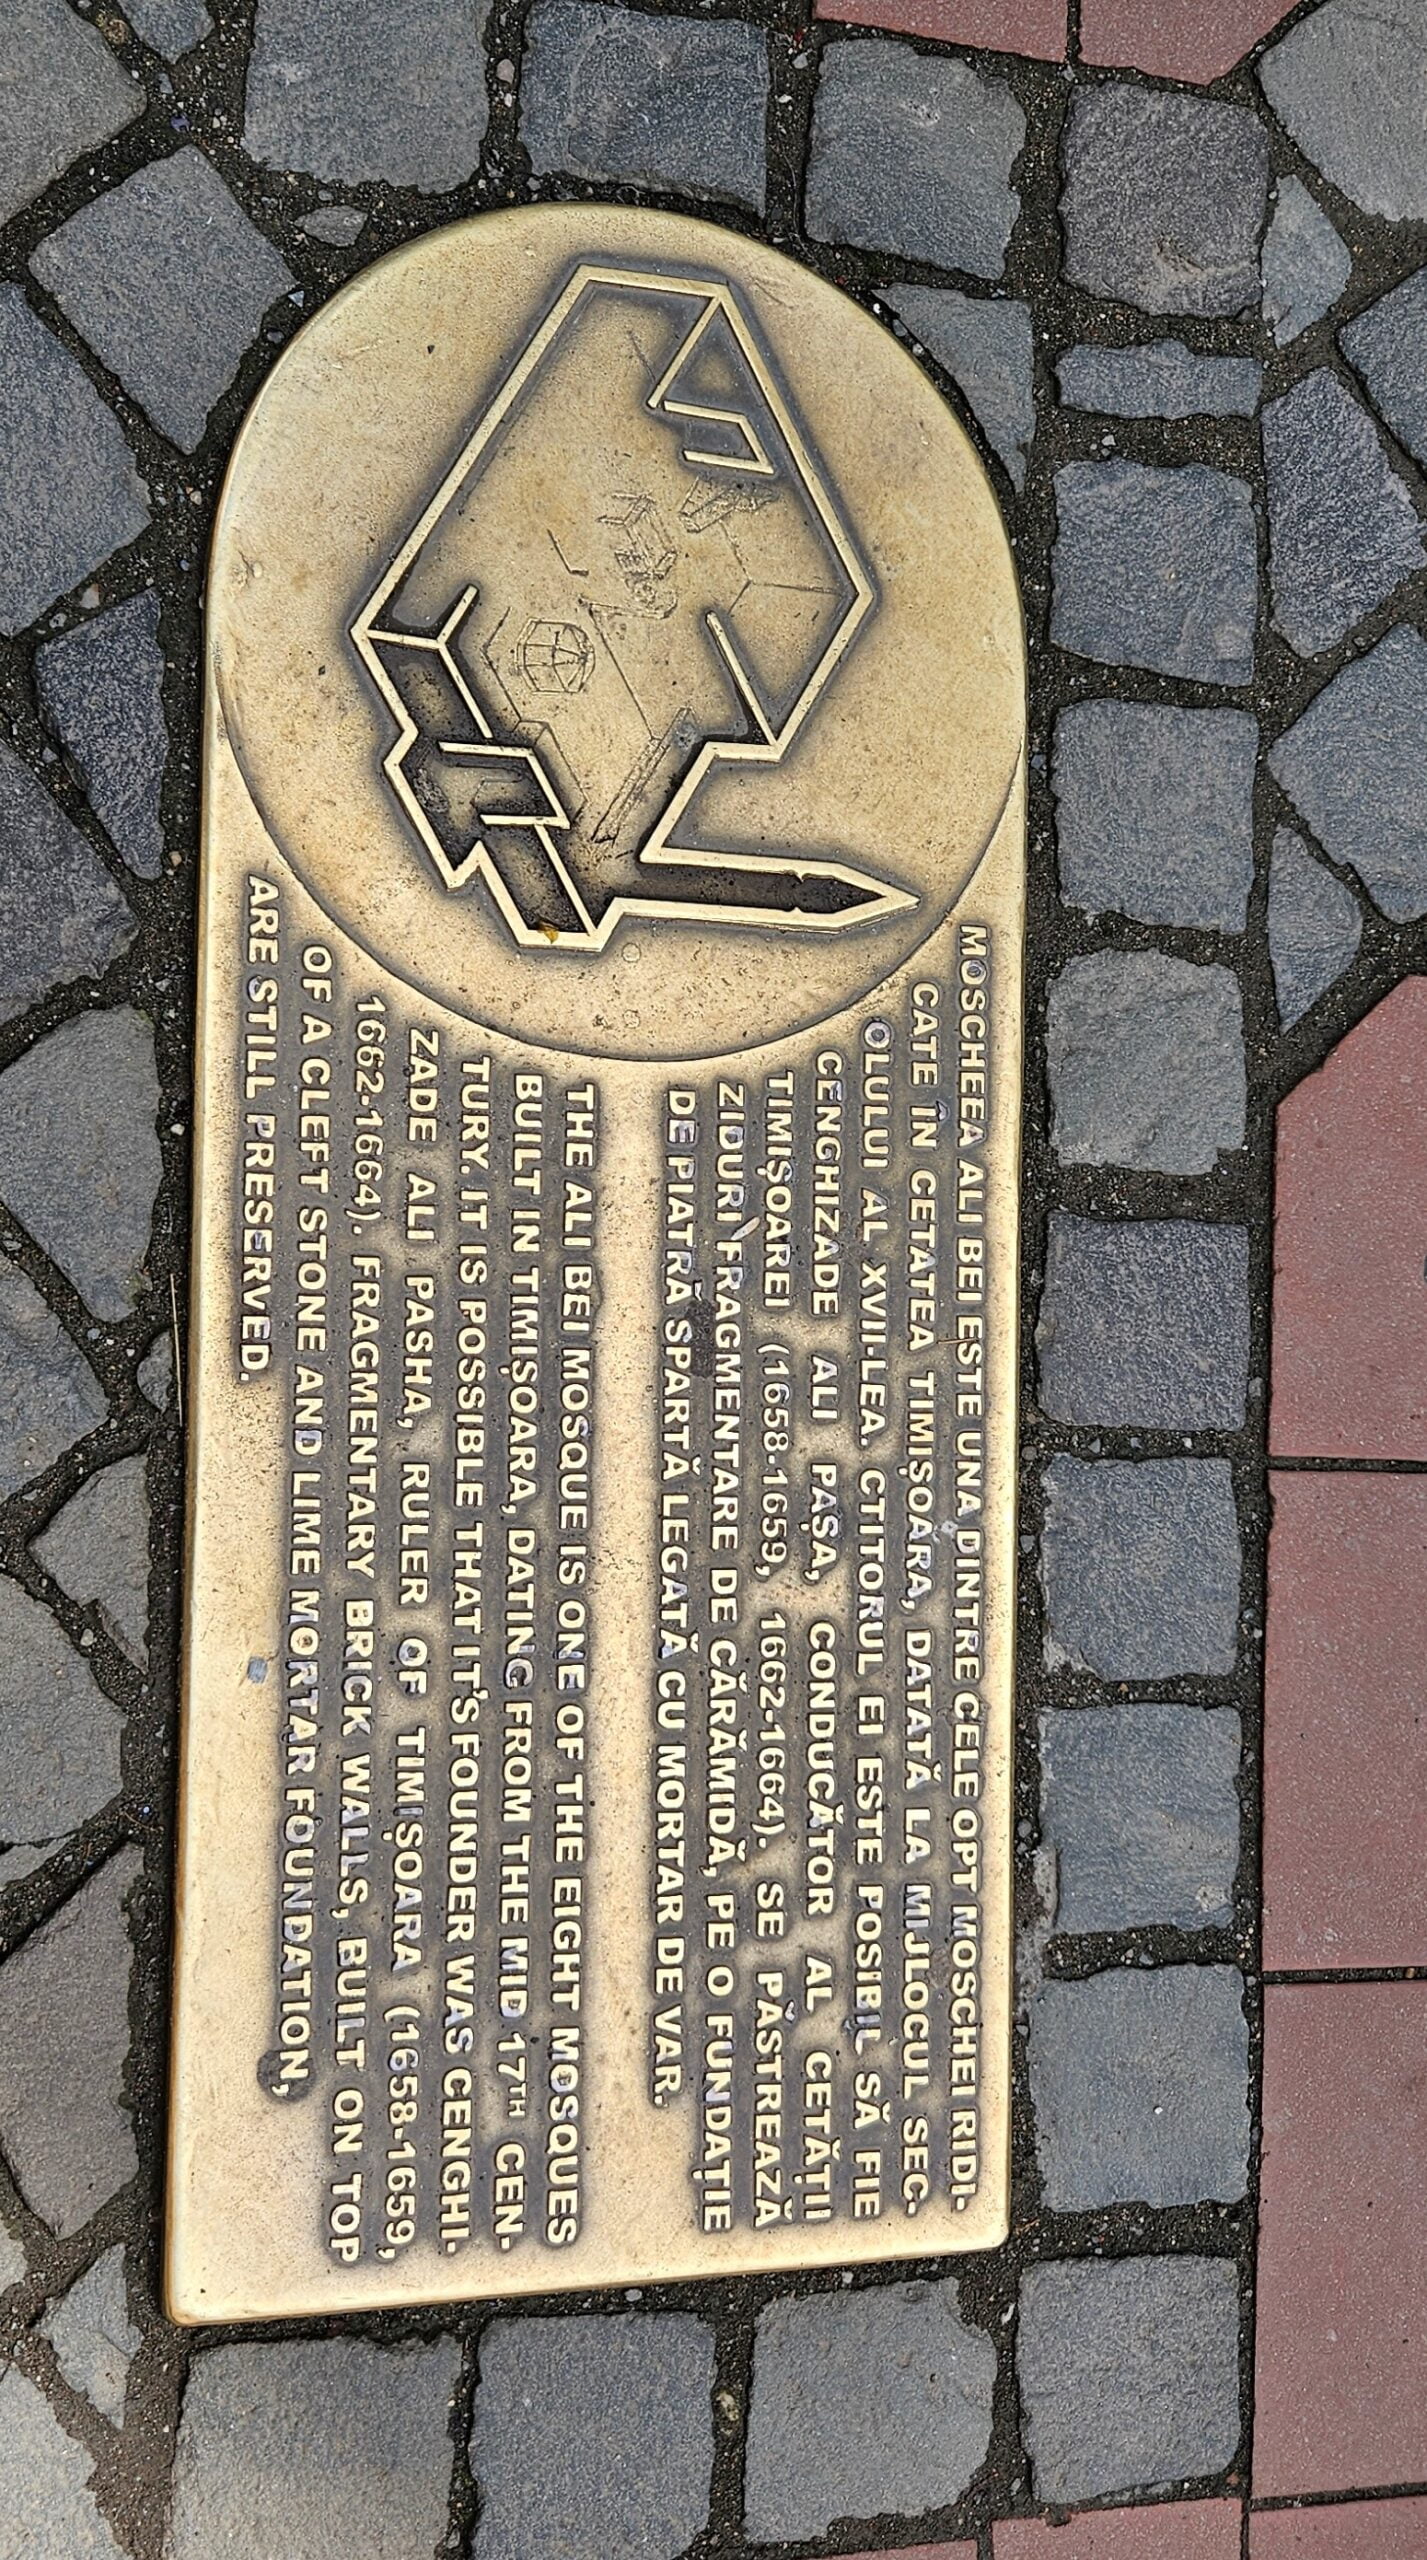 MOSCHEEA ALI BEI ESTE UNA DINTRE CELE OPT MOSCHEI RIDI-
CATE ÎN CETATEA TIMIȘOARA, DATATĂ LA MIJLOCUL SEC-
OLULUI AL XVII-LEA. CTITORUL EI ESTE POSIBIL SĂ FIE
CENGHIZADE ALI PAȘA, CONDUCĂTOR AL CETĂȚII
TIMIȘOAREI (1658-1659, 1662-1664). SE PĂSTREAZĂ
ZIDURI FRAGMENTARE DE CĂRĂMIDĂ, PE O FUNDAȚIE
DE PIATRĂ SPARTĂ LEGATĂ CU MORTAR DE VAR.
THE ALI BEI MOSQUE IS ONE OF THE EIGHT MOSQUES
BUILT IN TIMIȘOARA, DATING FROM THE MID 17TH CEN-
TURY. IT IS POSSIBLE THAT IT'S FOUNDER WAS CENGHI-
ZADE ALI PASHA, RULER OF TIMIȘOARA (1658-1659,
1662-1664). FRAGMENTARY BRICK WALLS, BUILT ON TOP
OF A CLEFT STONE AND LIME MORTAR FOUNDATION,
ARE STILL PRESERVED.